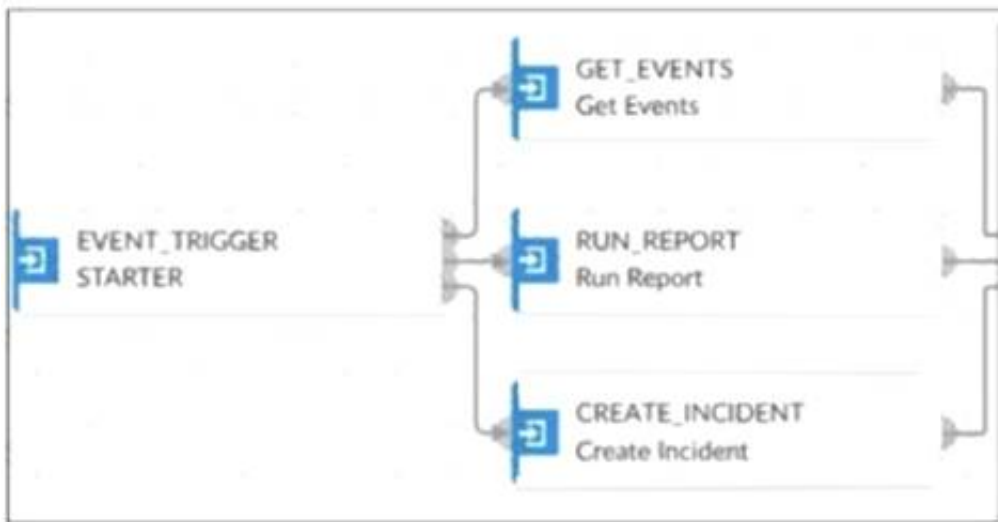 GET_EVENTS
Get Events
EVENT_TRIGGER
STARTER
RUN_REPORT
Run Report
CREATE_INCIDENT
Create Incident